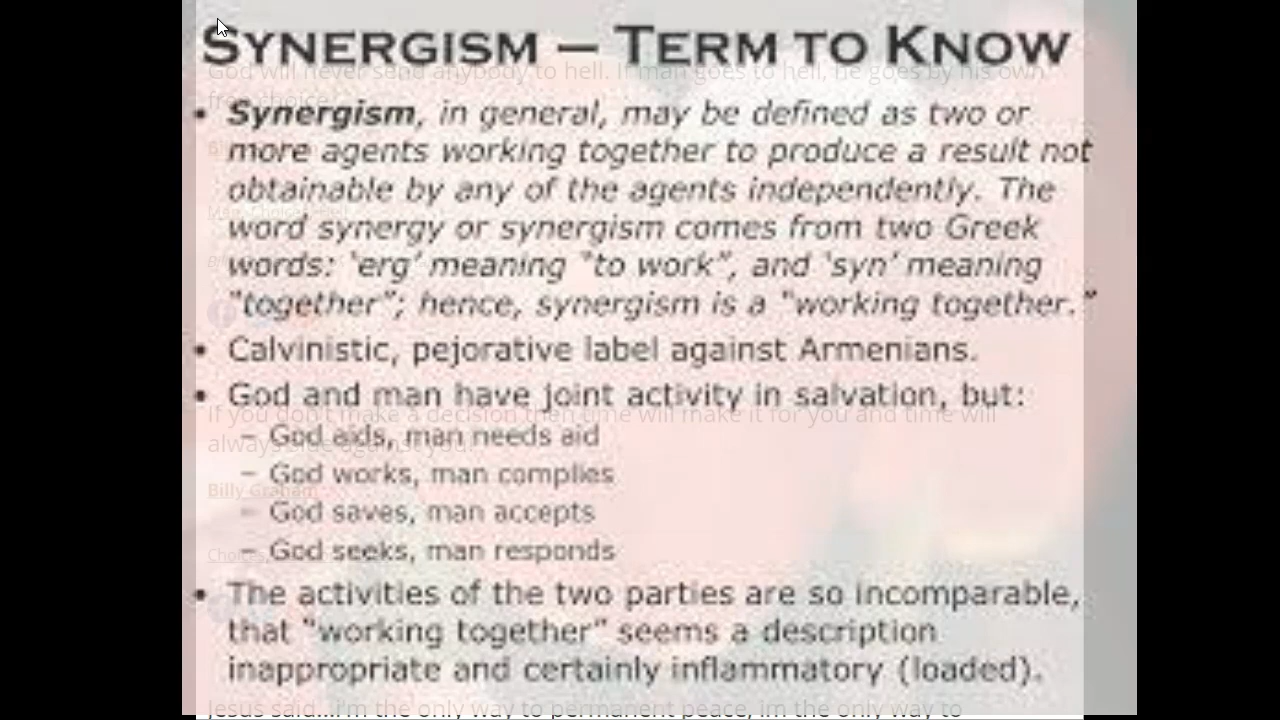 SYNERGISM – TERM TO KNOW
God will never send anybody to hell. If man goes to hell, he goes by his own
free choice.
• Synergism, in general, may be defined as two or
more agents working together to produce a result not
obtainable by any of the agents independently. The
word synergy or synergism comes from two Greek
words: 'erg' meaning "to work", and 'syn' meaning
"together"; hence, synergism is a "working together."
• Calvinistic, pejorative label against Armenians.
• God and man have joint activity in salvation, but:
If you don't make a decision then time will make it for you and time will
always side against you.
– God aids, man needs aid
– God works, man complies
Billy Graham
– God saves, man accepts
– God seeks, man responds
Choices,
• The activities of the two parties are so incomparable,
that "working together" seems a description
inappropriate and certainly inflammatory (loaded).
Jesus said...I'm the only way to permanent peace, im the only way to